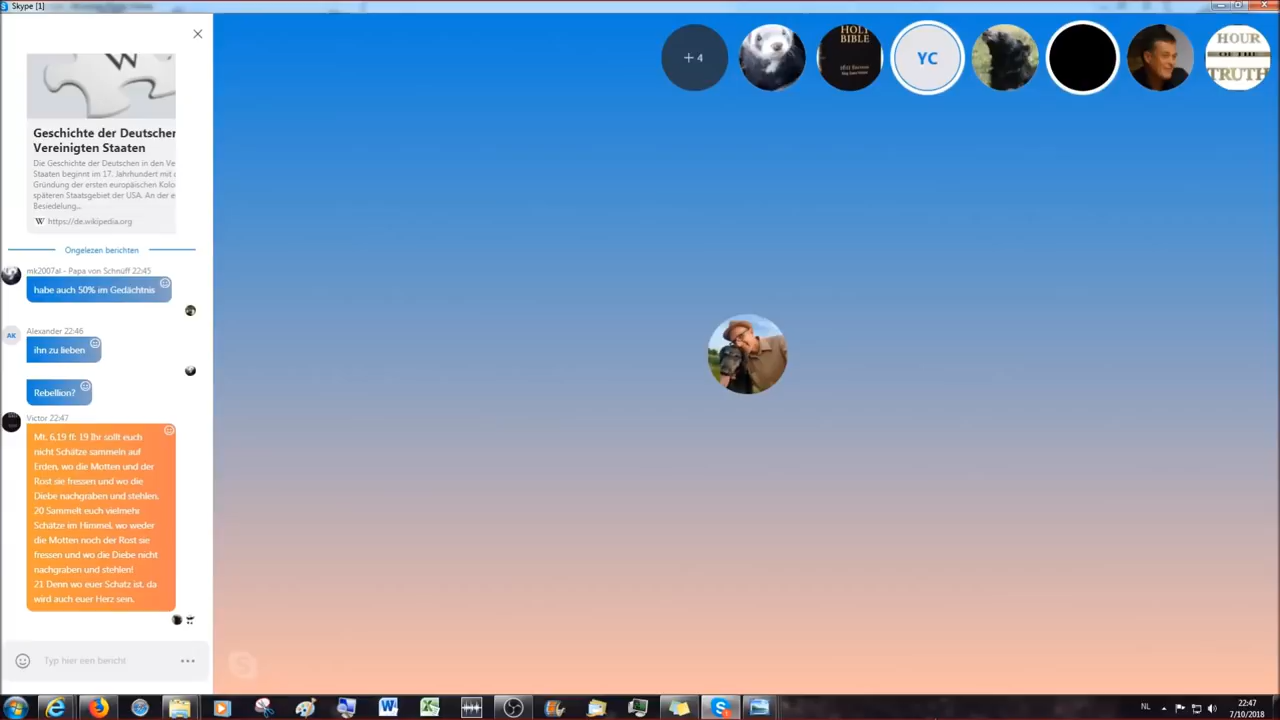 Skype [1]
+ 4
HOLY
BIBLE
YC
HOUR
OF THE
TRUTH
W
Geschichte der Deutschen
Vereinigten Staaten
Die Geschichte der Deutschen in den Ve
Staaten beginnt im 17. Jahrhundert mit d
Gründung der ersten europäischen Kolo
späteren Staatsgebiet der USA. An der e
Besiedelung...
W https://de.wikipedia.org
Ongelezen berichten
mk2007al - Papa von Schnüff 22:45
habe auch 50% im Gedächtnis
AK
Alexander 22:46
ihn zu lieben
Rebellion?
Victor 22:47
Mt. 6,19 ff: 19 Ihr sollt euch
nicht Schätze sammeln auf
Erden, wo die Motten und der
Rost sie fressen und wo die
Diebe nachgraben und stehlen.
20 Sammelt euch vielmehr
Schätze im Himmel, wo weder
die Motten noch der Rost sie
fressen und wo die Diebe nicht
nachgraben und stehlen!
21 Denn wo euer Schatz ist, da
wird auch euer Herz sein.
Typ hier een bericht
NL
22:47
7/10/2018